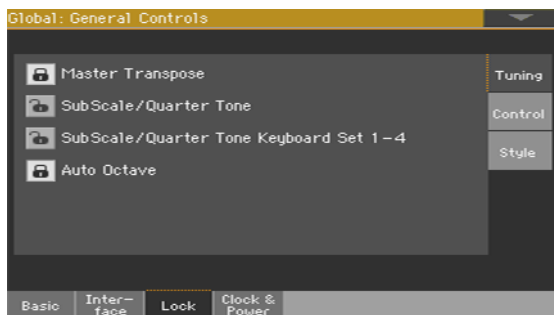 Global: General Controls
Master Transpose
SubScale/Quarter Tone
SubScale/Quarter Tone Keyboard Set 1-4
Auto Octave
Tuning
Control
Style
Basic
Inter-
face
Lock
Clock &
Power